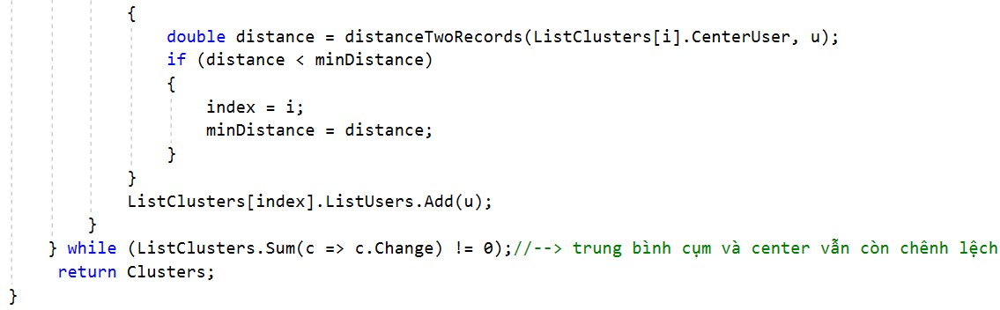 {
double distance = distanceTwoRecords(ListClusters[i].CenterUser, u);
if (distance < minDistance)
{
index = i;
minDistance = distance;
}
}
ListClusters[index].ListUsers.Add(u);
}
} while (ListClusters.Sum(c => c.Change) != 0);//--> trung bình cụm và center vẫn còn chênh lệch
return Clusters;
}